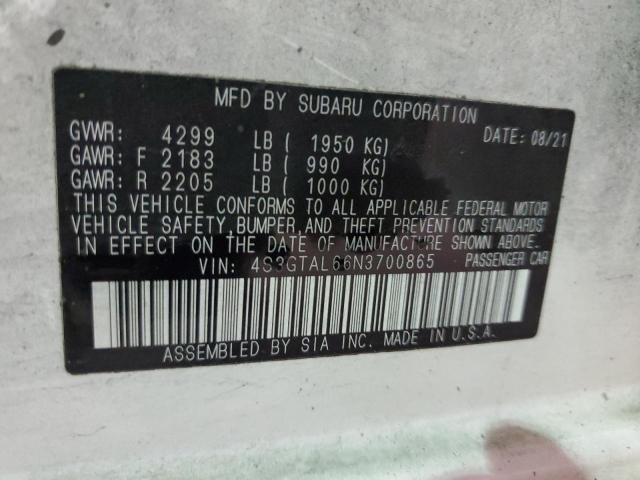 MFD BY SUBARU CORPORATION
GVWR: 4299 LB ( 1950 KG) DATE: 08/21
GAWR: F 2183 LB ( 990 KG)
GAWR: R 2205 LB ( 1000 KG)
THIS VEHICLE CONFORMS TO ALL APPLICABLE FEDERAL MOTOR
VEHICLE SAFETY, BUMPER, AND THEFT PREVENTION STANDARDS
IN EFFECT ON THE DATE OF MANUFACTURE SHOWN ABOVE.
VIN: 4S3GTAL66N3700865 PASSENGER CAR
ASSEMBLED BY SIA INC. MADE IN U.S.A.